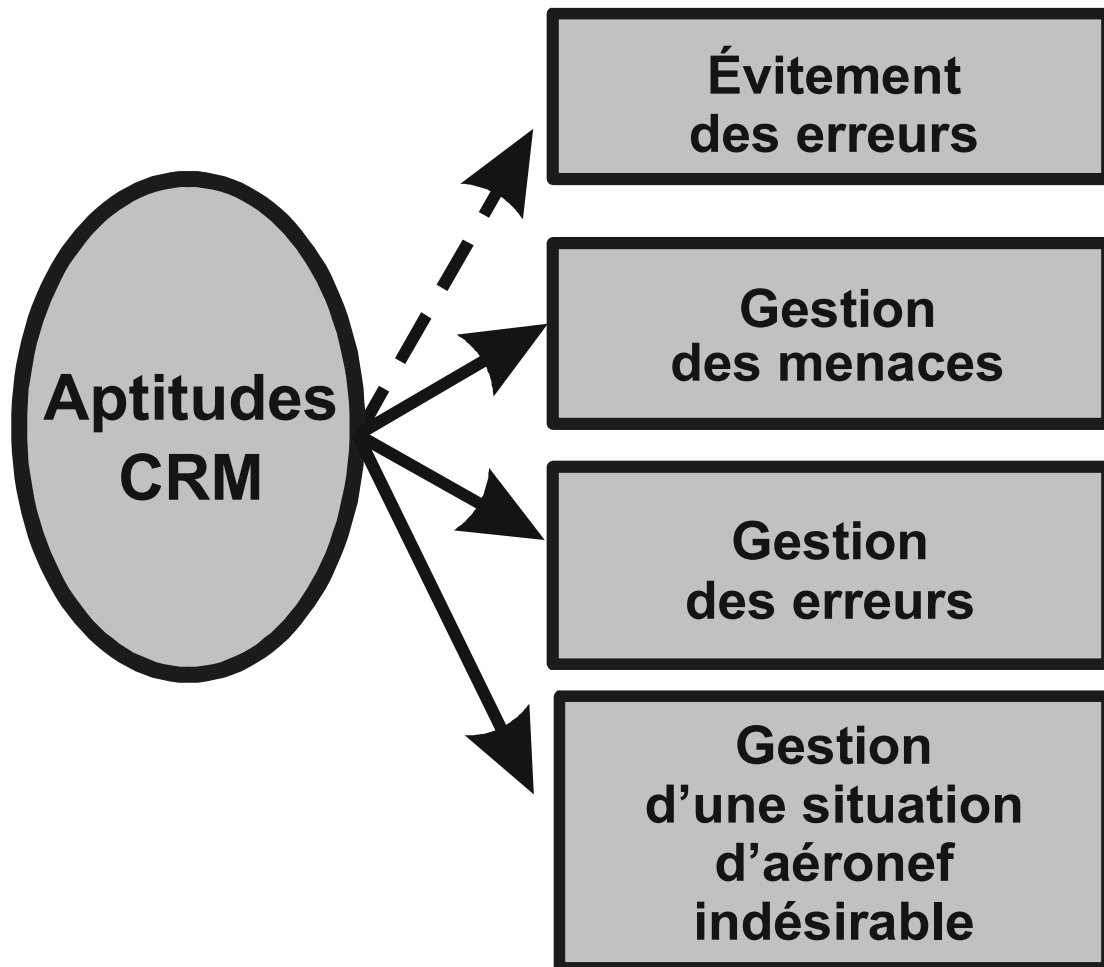 Évitement
des erreurs
Gestion
des menaces
Aptitudes
CRM
Gestion
des erreurs
Gestion
d’une situation
d’aéronef
indésirable